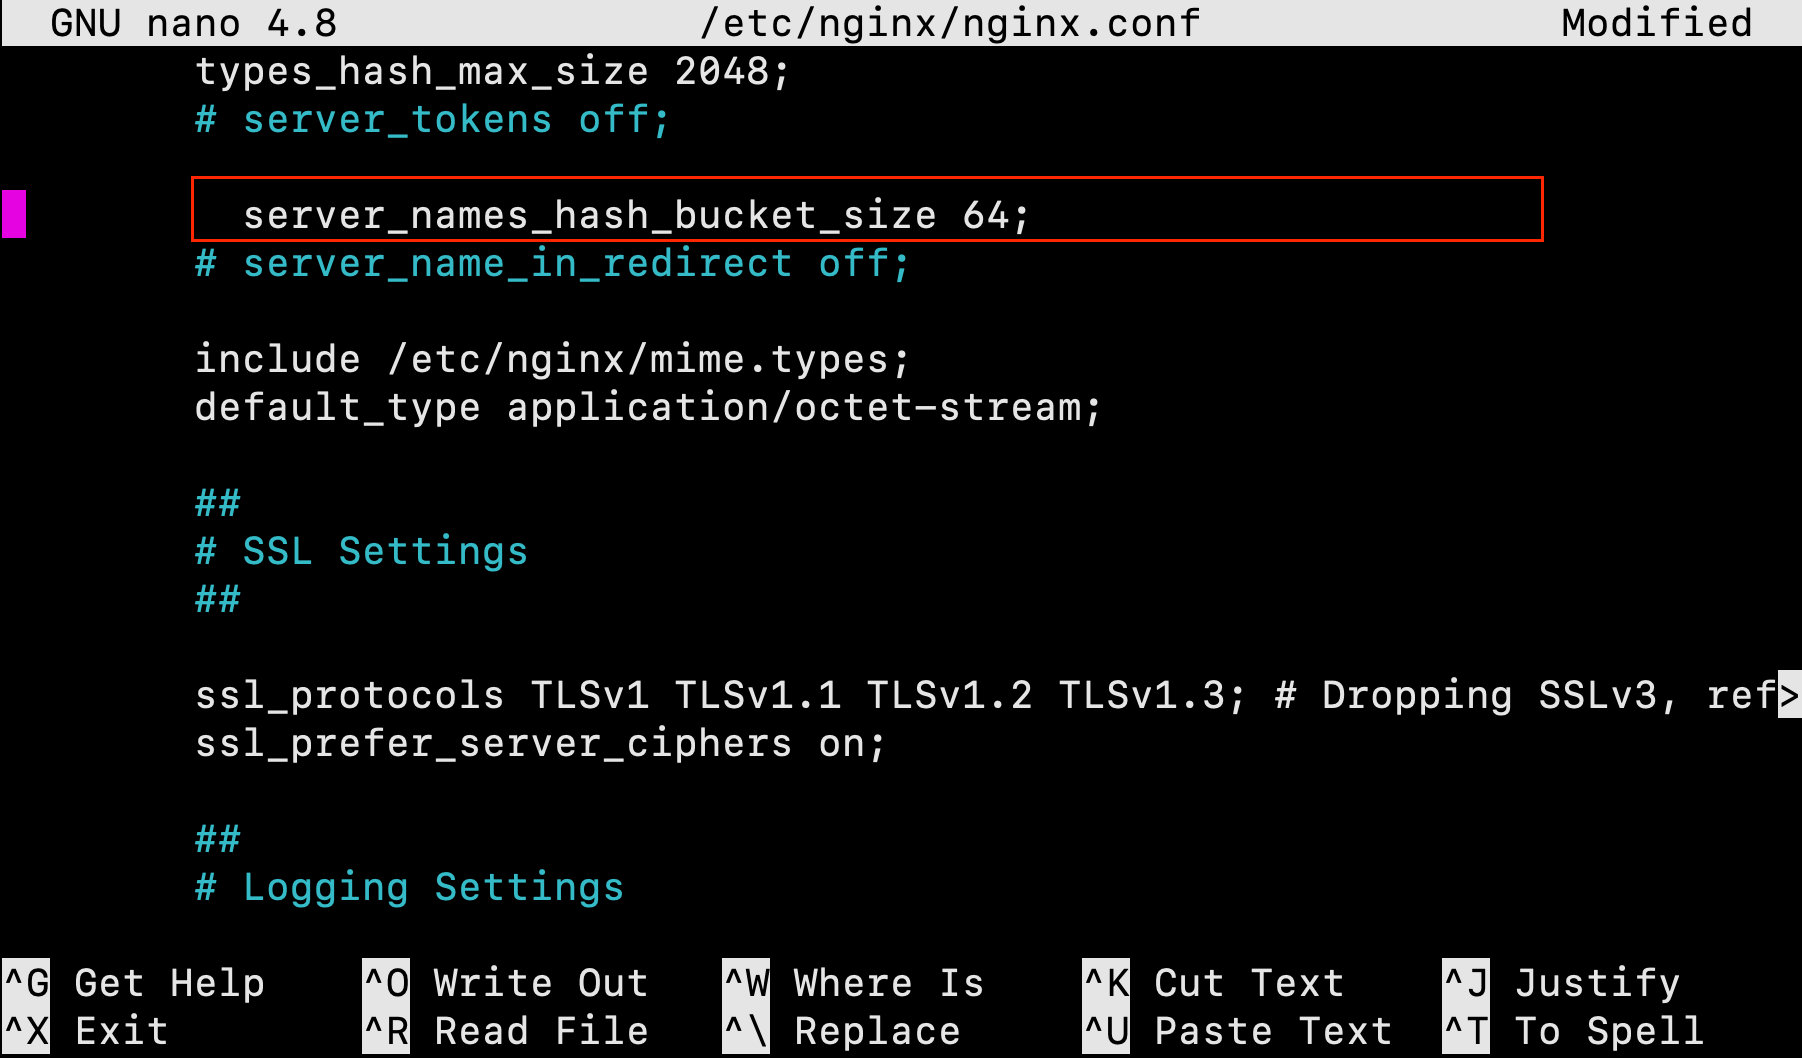 GNU nano 4.8 /etc/nginx/nginx.conf Modified
types_hash_max_size 2048;
# server_tokens off;
server_names_hash_bucket_size 64;
# server_name_in_redirect off;
include /etc/nginx/mime.types;
default_type application/octet-stream;
##
# SSL Settings
##
ssl_protocols TLSv1 TLSv1.1 TLSv1.2 TLSv1.3; # Dropping SSLv3, ref>
ssl_prefer_server_ciphers on;
##
# Logging Settings
^G Get Help ^O Write Out ^W Where Is ^K Cut Text ^J Justify
^X Exit ^R Read File ^\ Replace ^U Paste Text ^T To Spell